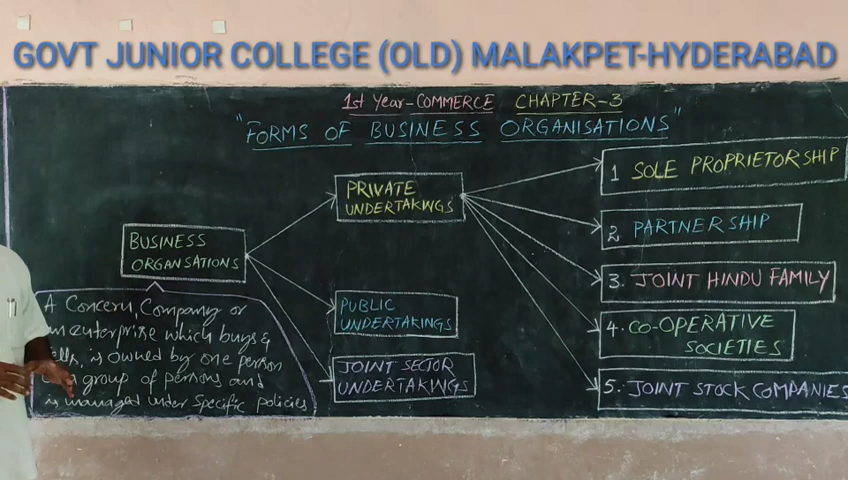 GOVT JUNIOR COLLEGE (OLD) MALAKPET-HYDERABAD
1st Year-COMMERCE CHAPTER-3
"FORMS OF BUSINESS ORGANISATIONS"
BUSINESS
ORGANSATIONS
A Concern, Company or
an enterprise which buys &
sells, is owned by one person
a group of persons and
is managed under specific policies
PRIVATE
UNDERTAKINGS
PUBLIC
UNDERTAKINGS
JOINT SECTOR
UNDERTAKINGS
1 SOLE PROPRIETORSHIP
2 PARTNERSHIP
3. JOINT HINDU FAMILY
4. CO-OPERATIVE
SOCIETIES
5. JOINT STOCK COMPANIES